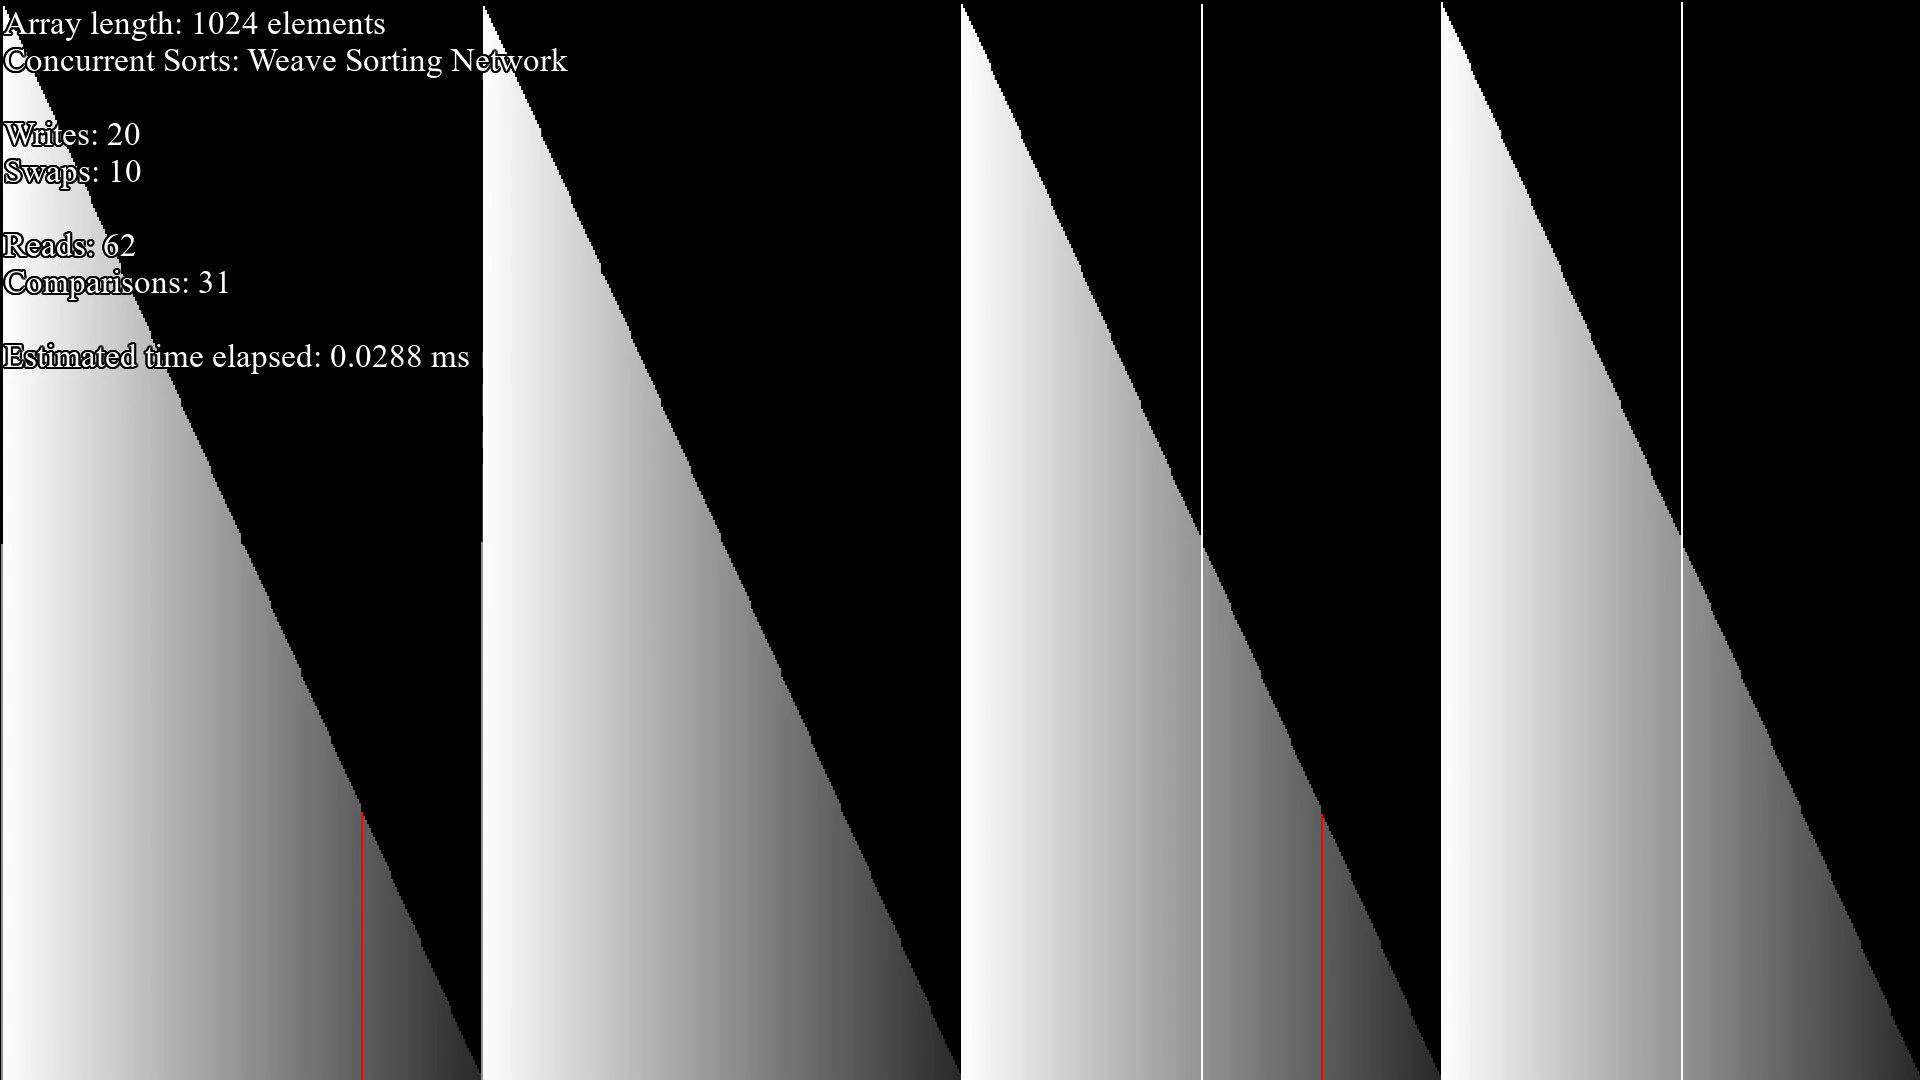 Array length: 1024 elements
Concurrent Sorts: Weave Sorting Network
Writes: 20
Swaps: 10
Reads: 62
Comparisons: 31
Estimated time elapsed: 0.0288 ms